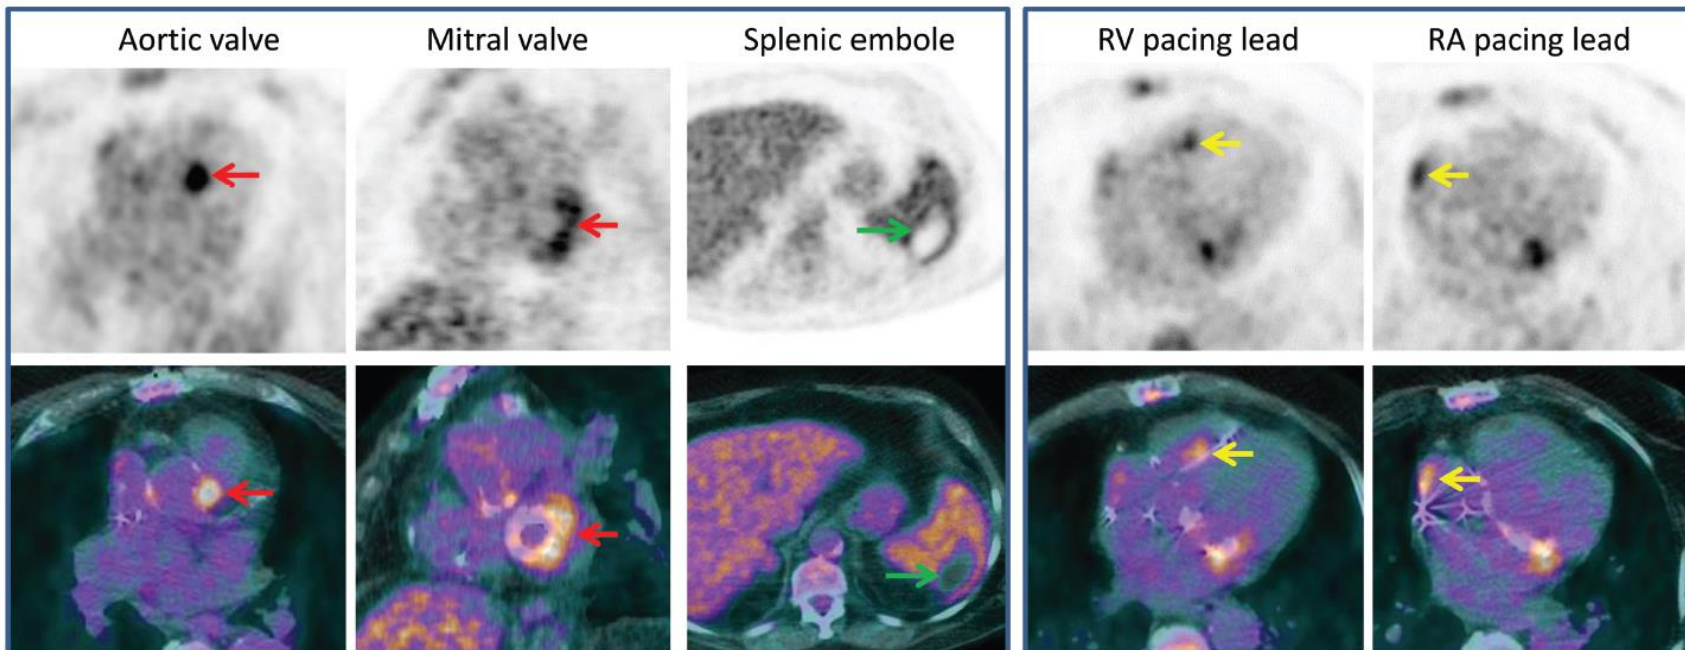 Aortic valve
Mitral valve
Splenic embole
RV pacing lead
RA pacing lead